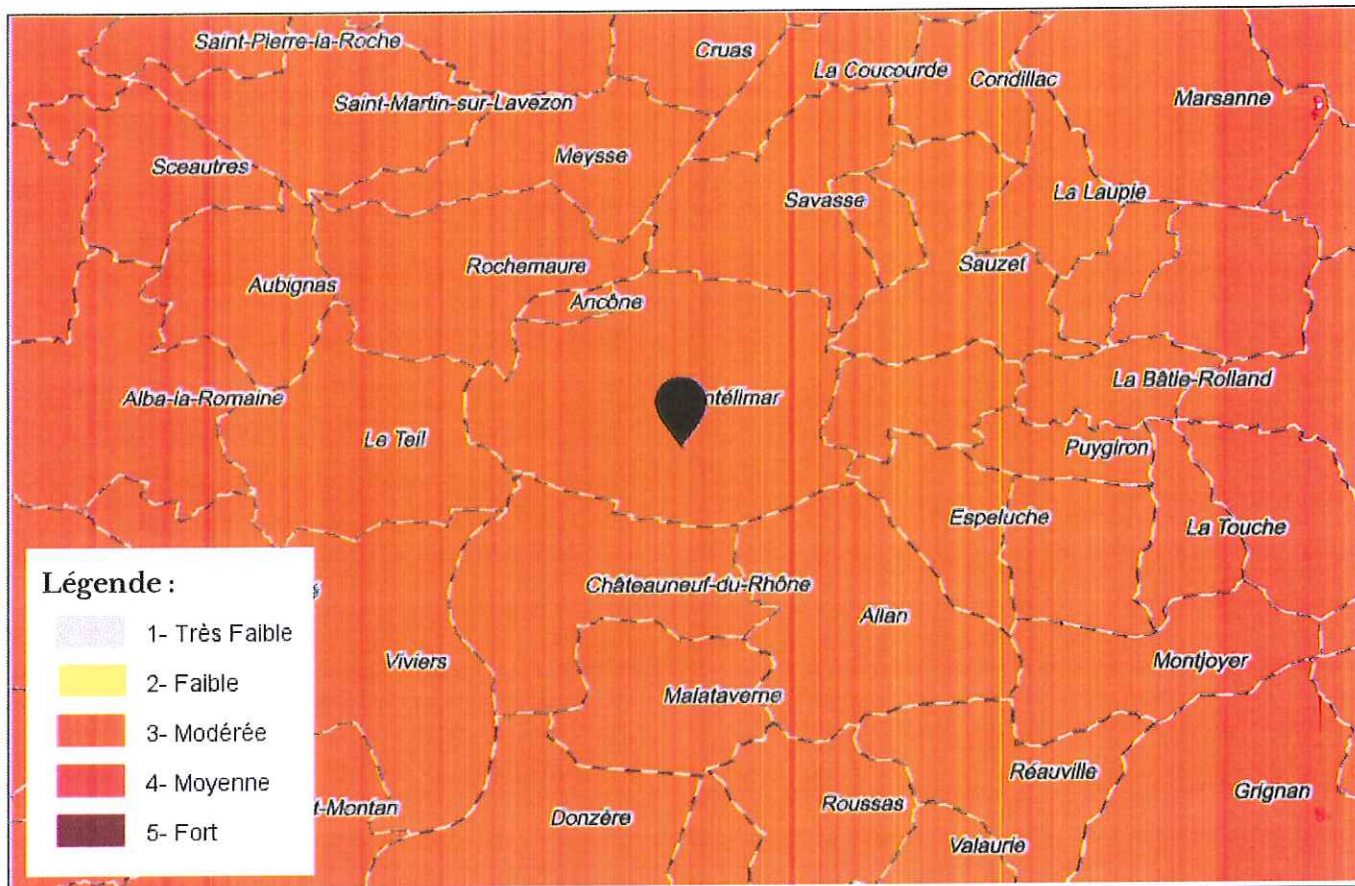 Saint-Pierre-la-Roche
Cruas
La Coucourde
Condillac
Marsanne
Saint-Martin-sur-Lavezon
Meysse
Sceautres
Savasse
La Laupie
Rochemaure
Sauzet
Aubignas
Ancône
La Bâtie-Rolland
Alba-la-Romaine
ntélimar
Le Teil
Puygiron
Espeluche
La Touche
Châteauneuf-du-Rhône
Allan
Viviers
Montjoyer
Malataverne
Réauville
Grignan
t-Montan
Donzère
Roussas
Valaurie
Légende :
1- Très Faible
2- Faible
3- Modérée
4- Moyenne
5- Fort